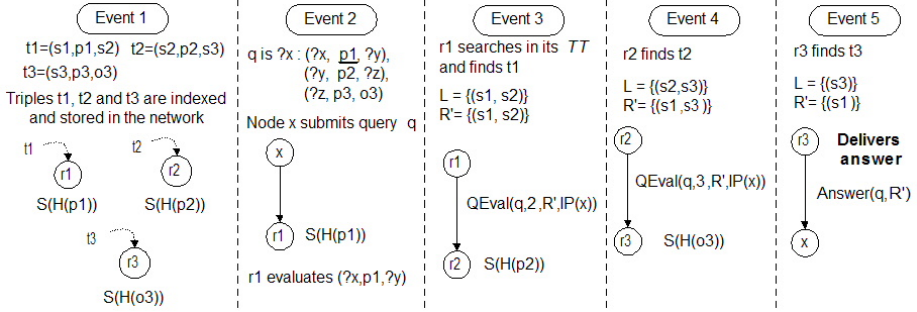 Event 1
t1=(s1,p1,s2) t2=(s2,p2,s3)
t3=(s3,p3,o3)
Triples t1, t2 and t3 are indexed
and stored in the network
t1
r1
S(H(p1))
t2
r2
S(H(p2))
t3
r3
S(H(o3))
Event 2
q is ?x : (?x, p1, ?y),
(?y, p2, ?z),
(?z, p3, o3)
Node x submits query q
x
r1
S(H(p1))
r1 evaluates (?x,p1,?y)
Event 3
r1 searches in its TT
and finds t1
L = {(s1, s2)}
R'= {(s1, s2)}
r1
QEval(q,2,R',IP(x))
r2
S(H(p2))
Event 4
r2 finds t2
L = {(s2,s3)}
R'= {(s1,s3 )}
r2
QEval(q,3,R',IP(x))
r3
S(H(o3))
Event 5
r3 finds t3
L = {(s3)}
R'= {(s1)}
r3
Delivers
answer
Answer(q,R')
x